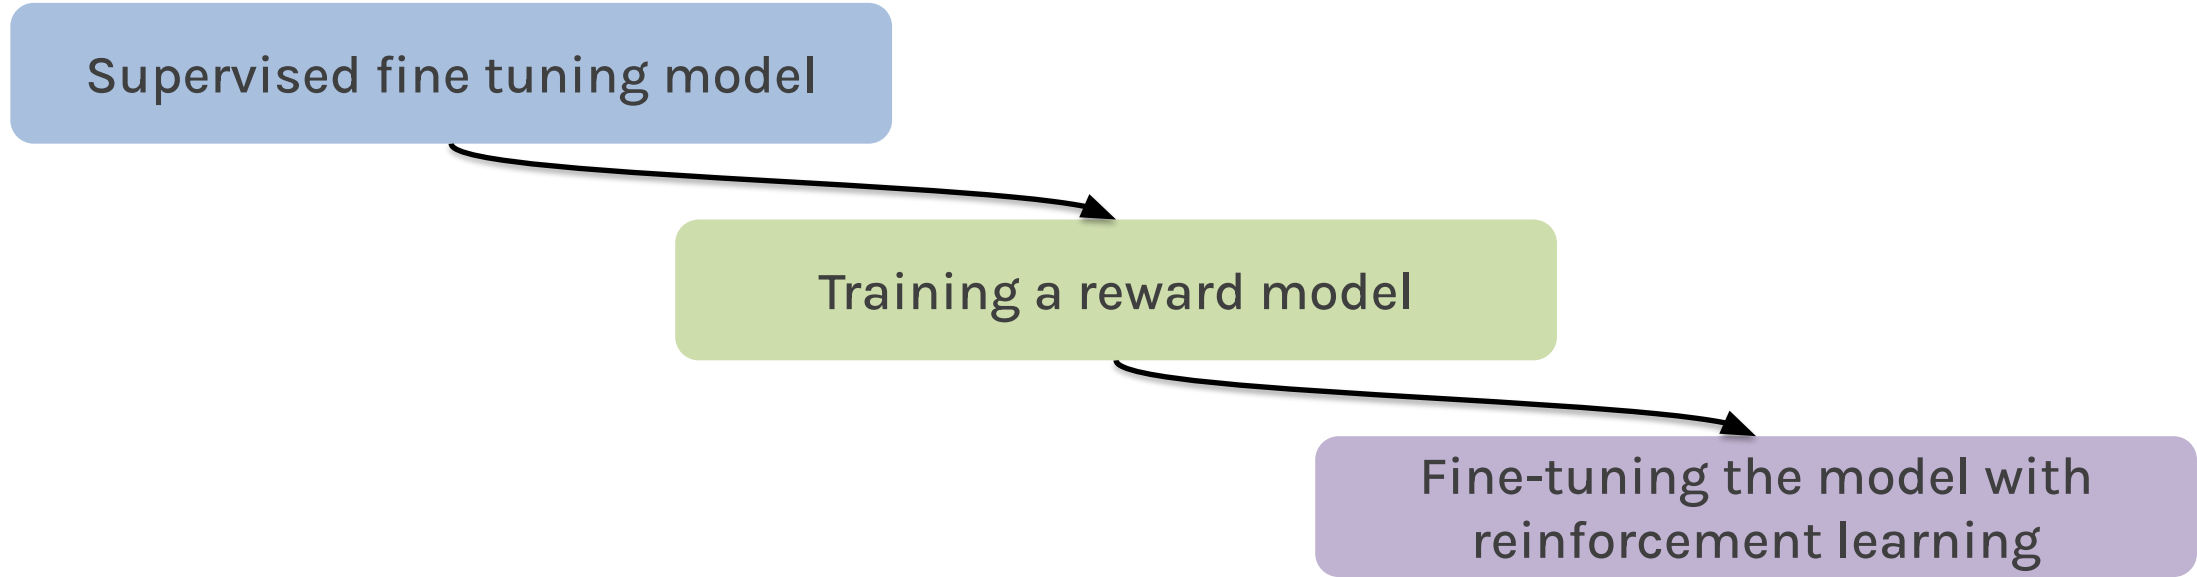 Supervised fine tuning model
Training a reward model
Fine-tuning the model with
reinforcement learning